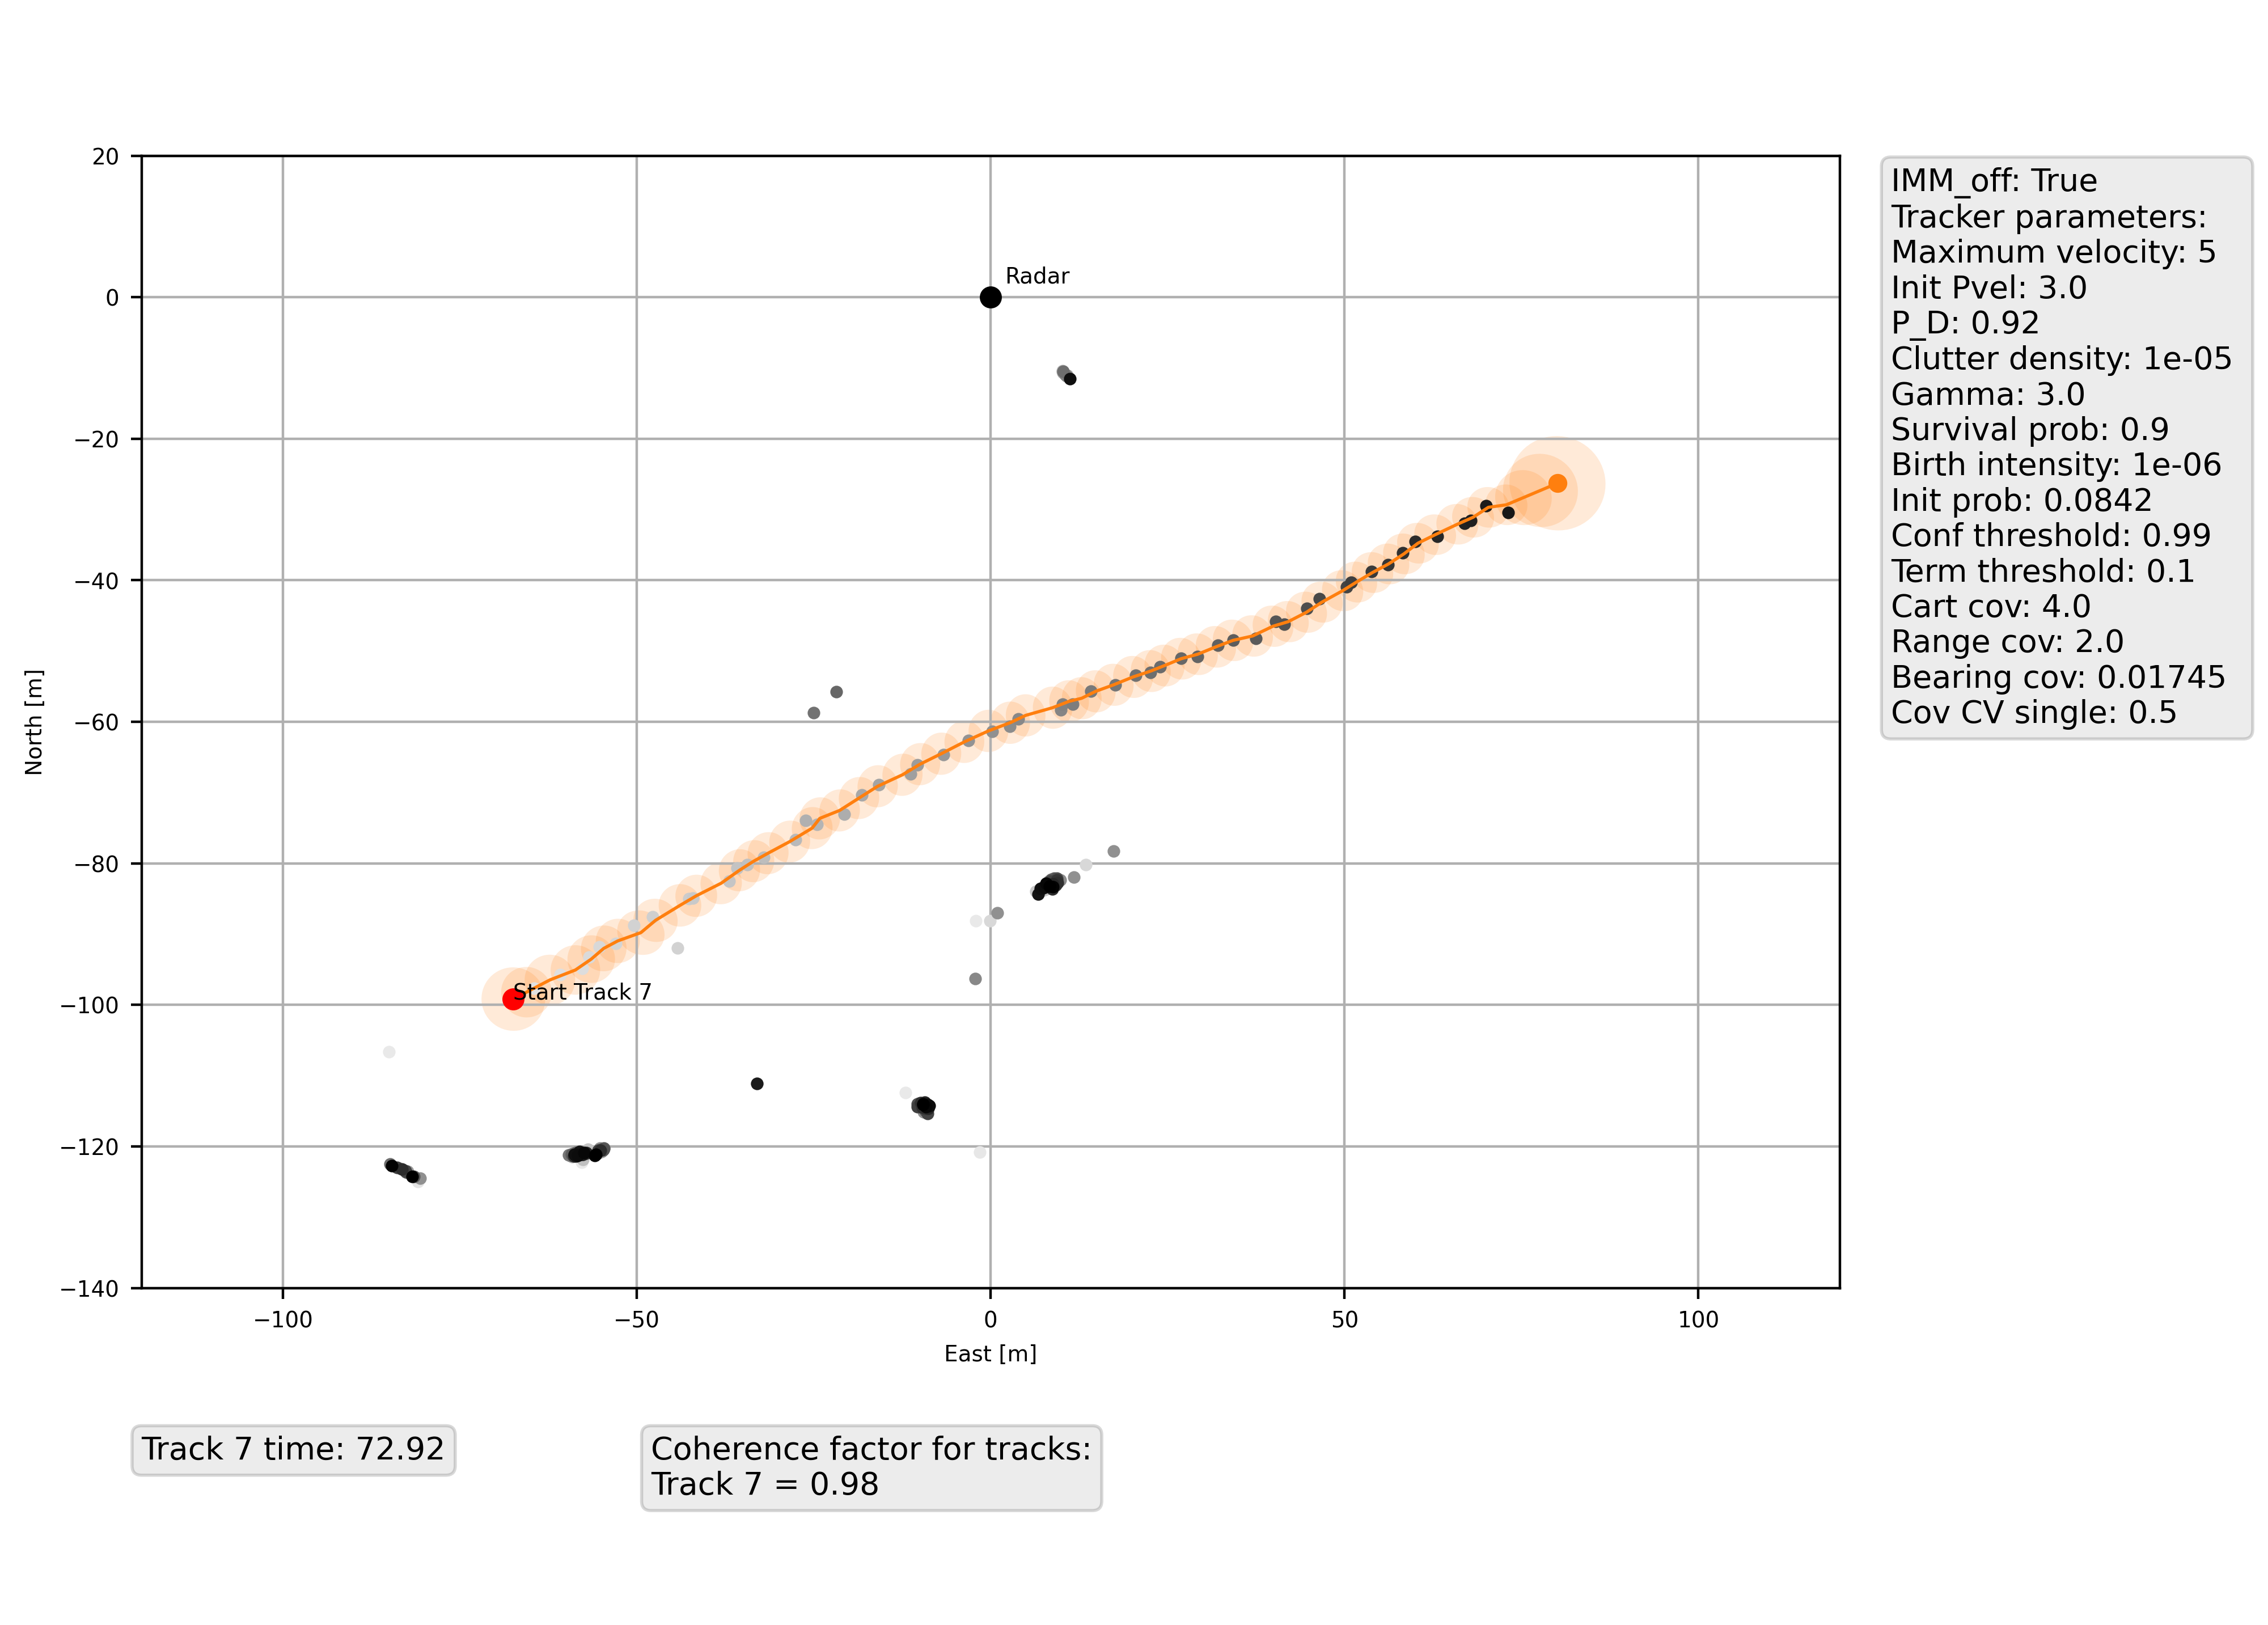 20
0
−20
−40
−60
−80
−100
−120
−140
North [m]
Radar
Start Track 7
−100
−50
0
50
100
East [m]
IMM_off: True
Tracker parameters:
Maximum velocity: 5
Init Pvel: 3.0
P_D: 0.92
Clutter density: 1e-05
Gamma: 3.0
Survival prob: 0.9
Birth intensity: 1e-06
Init prob: 0.0842
Conf threshold: 0.99
Term threshold: 0.1
Cart cov: 4.0
Range cov: 2.0
Bearing cov: 0.01745
Cov CV single: 0.5
Track 7 time: 72.92
Coherence factor for tracks:
Track 7 = 0.98